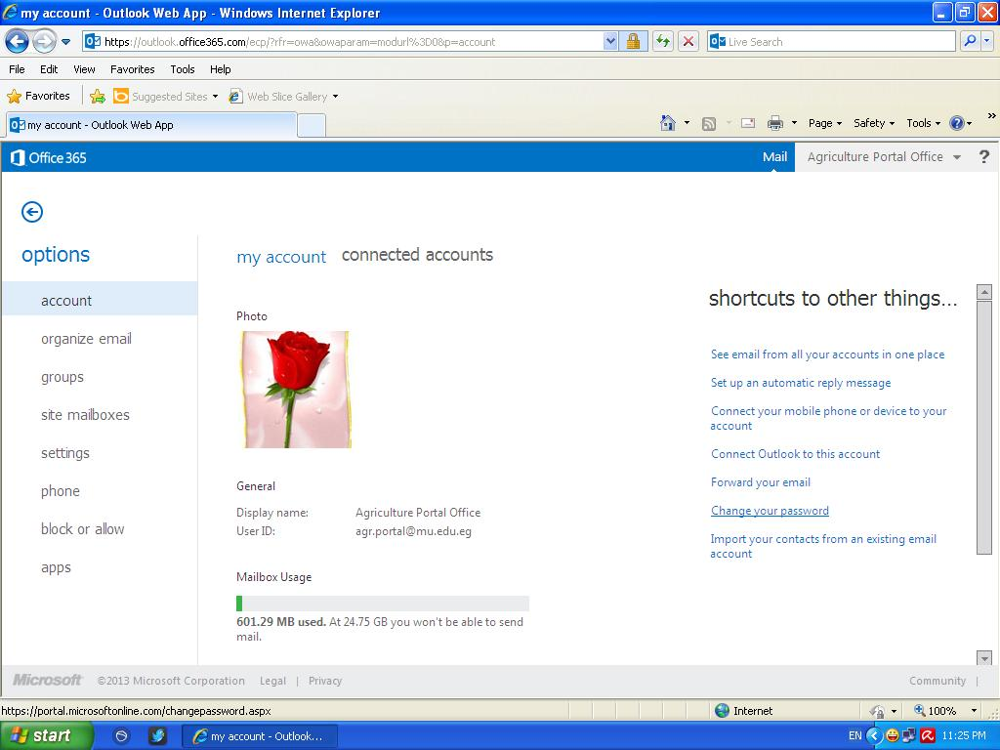 my account - Outlook Web App - Windows Internet Explorer
https://outlook.office365.com/ecp/?rfr=owa&owaparam=modurl%3D0&p=account
Live Search
File Edit View Favorites Tools Help
Favorites Suggested Sites Web Slice Gallery
my account - Outlook Web App
Page Safety Tools
Office 365
Mail
Agriculture Portal Office
?
options
my account connected accounts
account
organize email
groups
site mailboxes
settings
phone
block or allow
apps
Photo
General
Display name: Agriculture Portal Office
User ID: agr.portal@mu.edu.eg
Mailbox Usage
601.29 MB used. At 24.75 GB you won't be able to send
mail.
shortcuts to other things...
See email from all your accounts in one place
Set up an automatic reply message
Connect your mobile phone or device to your
account
Connect Outlook to this account
Forward your email
Change your password
Import your contacts from an existing email
account
Microsoft ©2013 Microsoft Corporation Legal | Privacy
Community |
https://portal.microsoftonline.com/changepassword.aspx
Internet
100%
start
my account - Outlook...
EN
11:25 PM